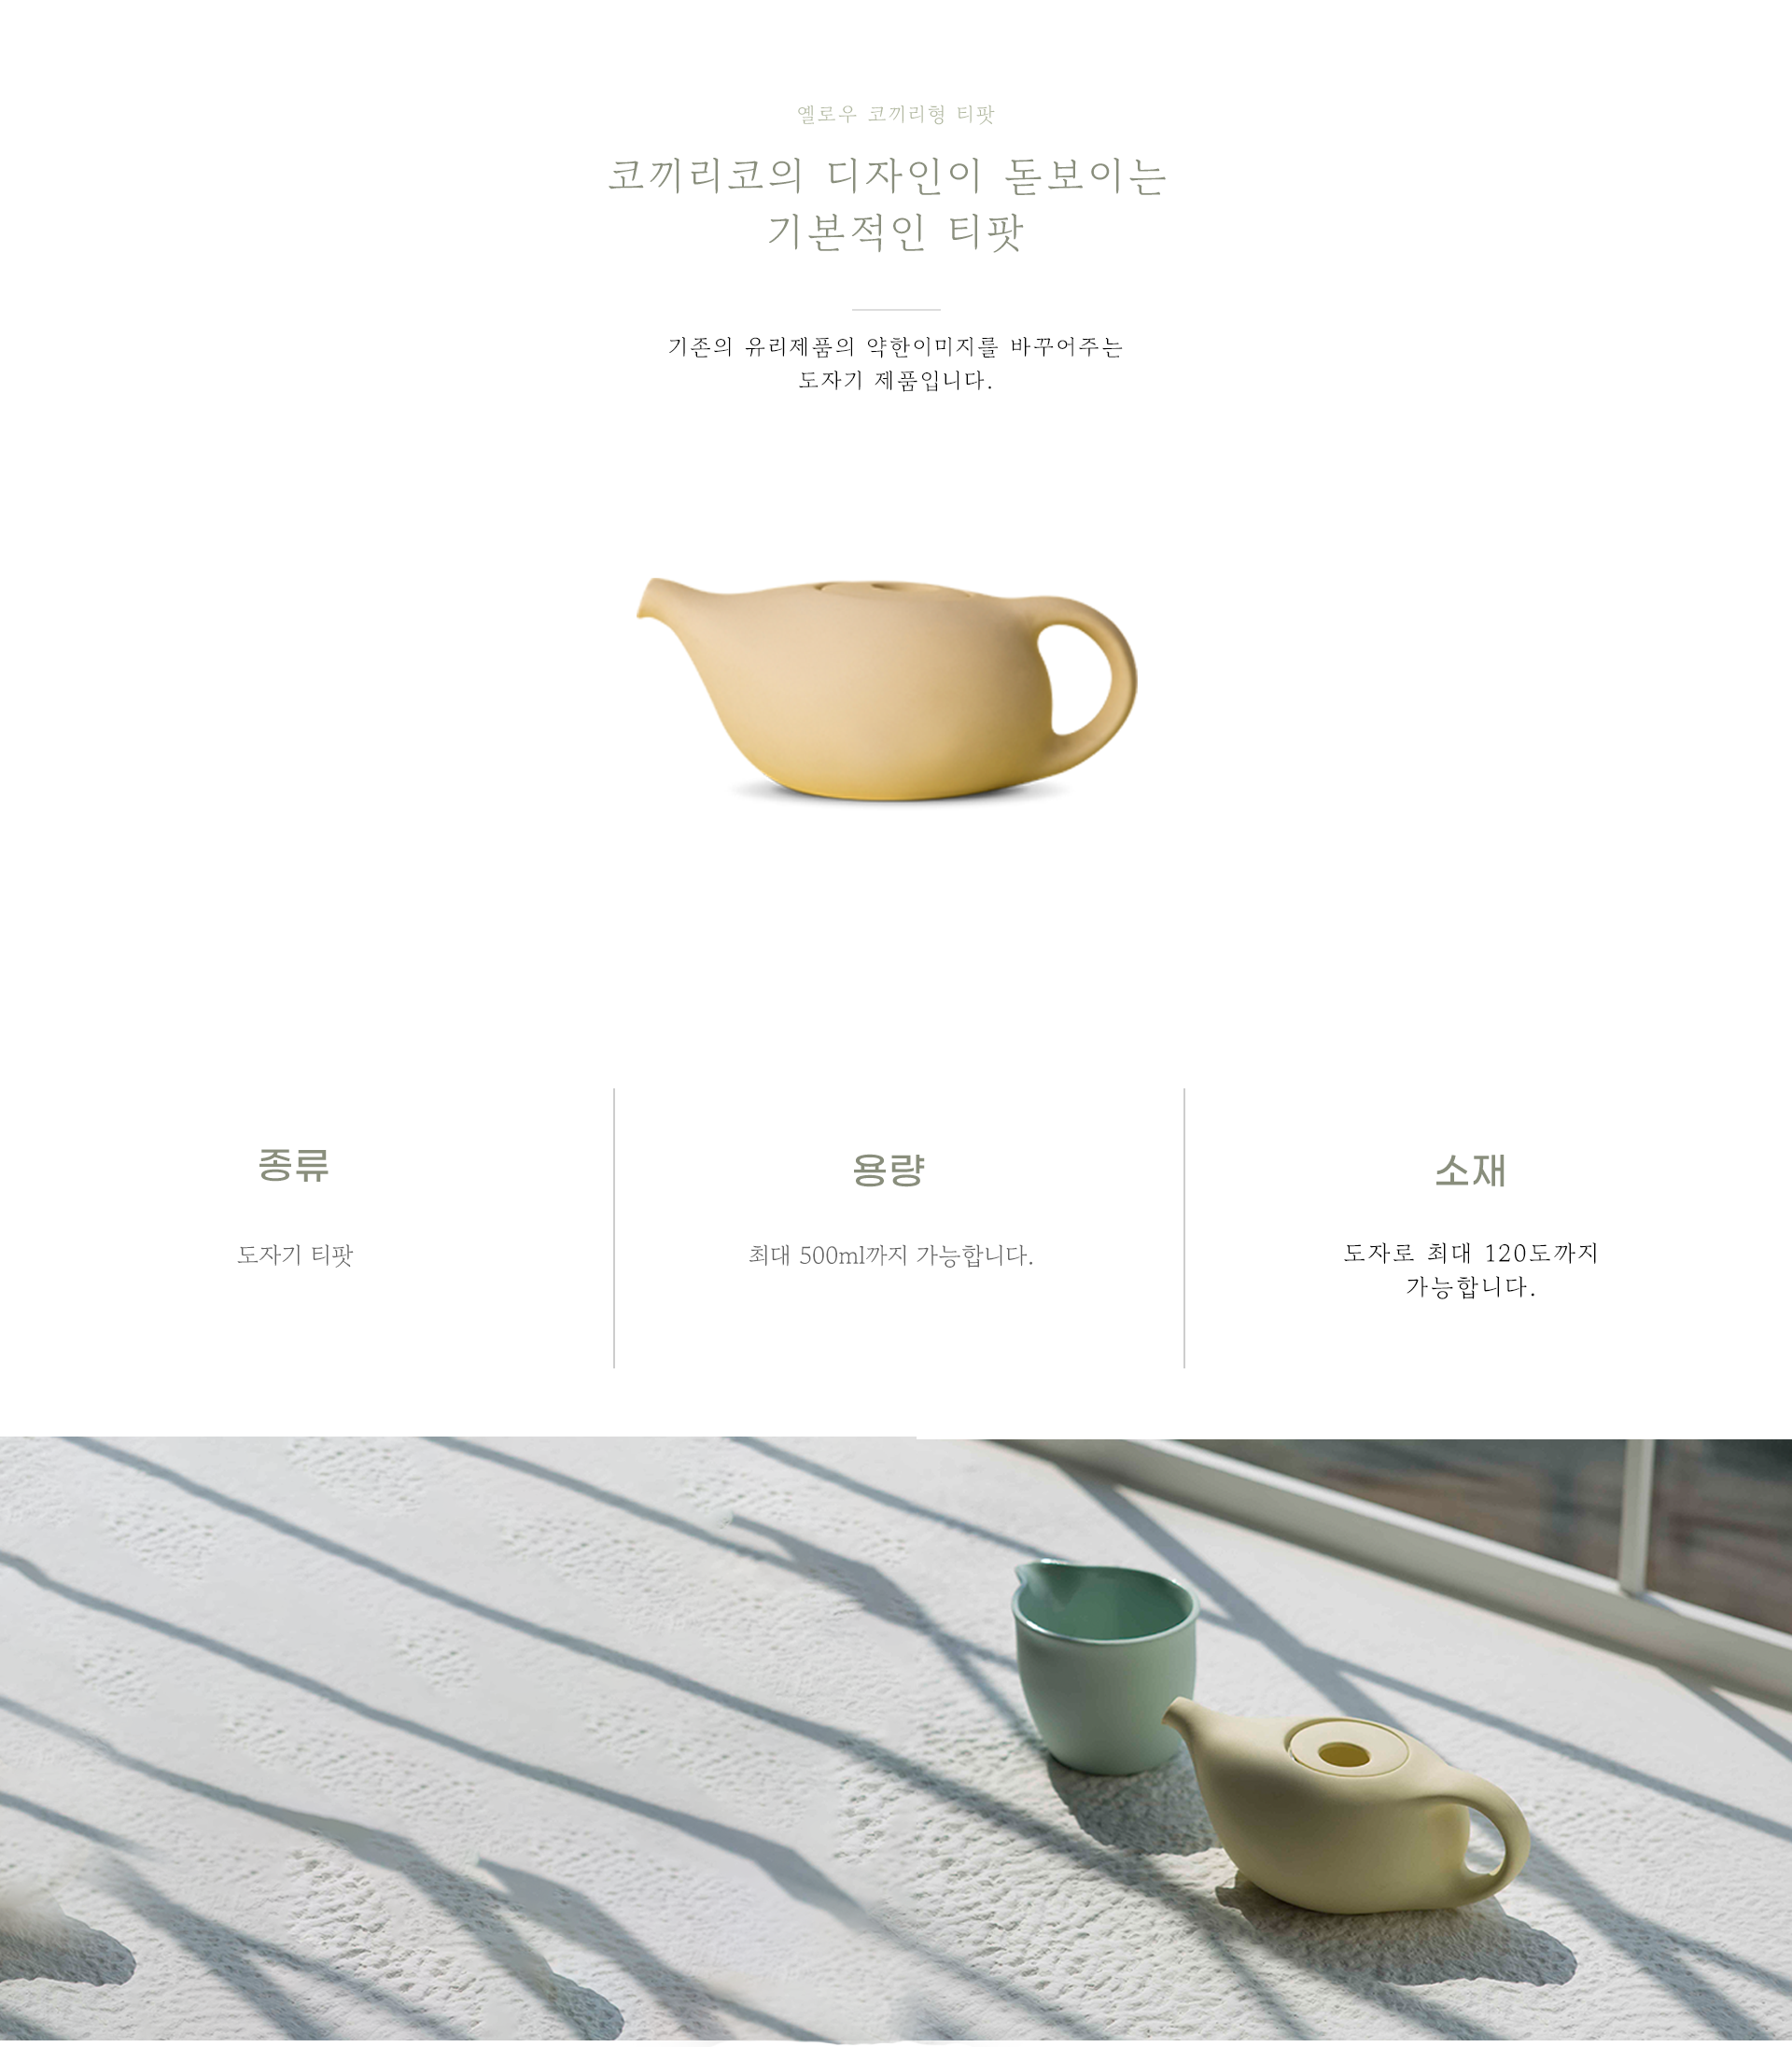 옐로우 코끼리형 티팟
코끼리코의 디자인이 돋보이는
기본적인 티팟
기존의 유리제품의 약한이미지를 바꾸어주는
도자기 제품입니다.
종류
도자기 티팟
용량
최대 500ml까지 가능합니다.
소재
도자로 최대 120도까지
가능합니다.